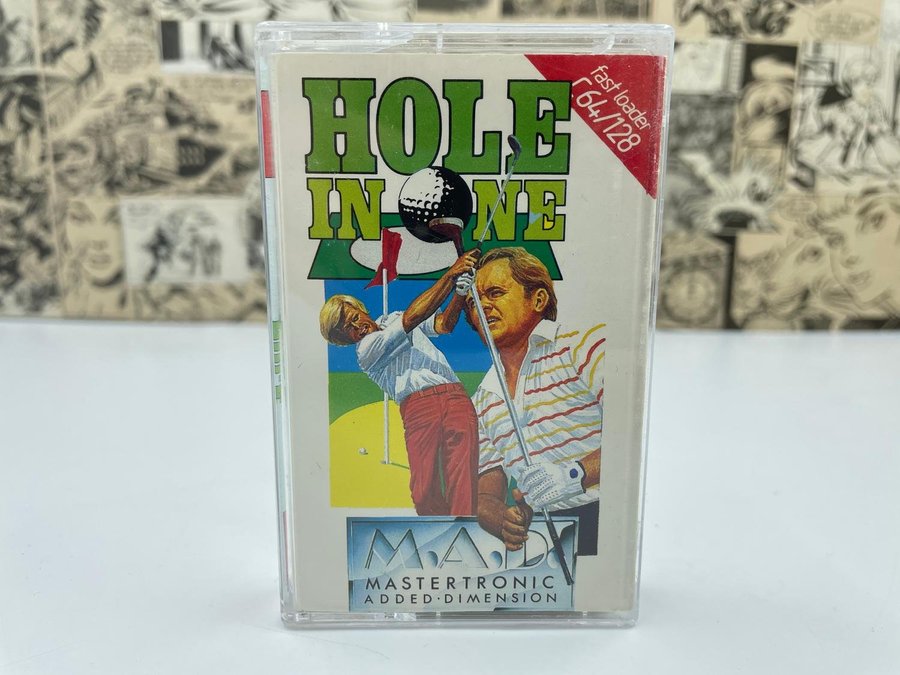 HOLE
IN ONE
fast loader
C64/128
M.A.D.
MASTERTRONIC
ADDED·DIMENSION